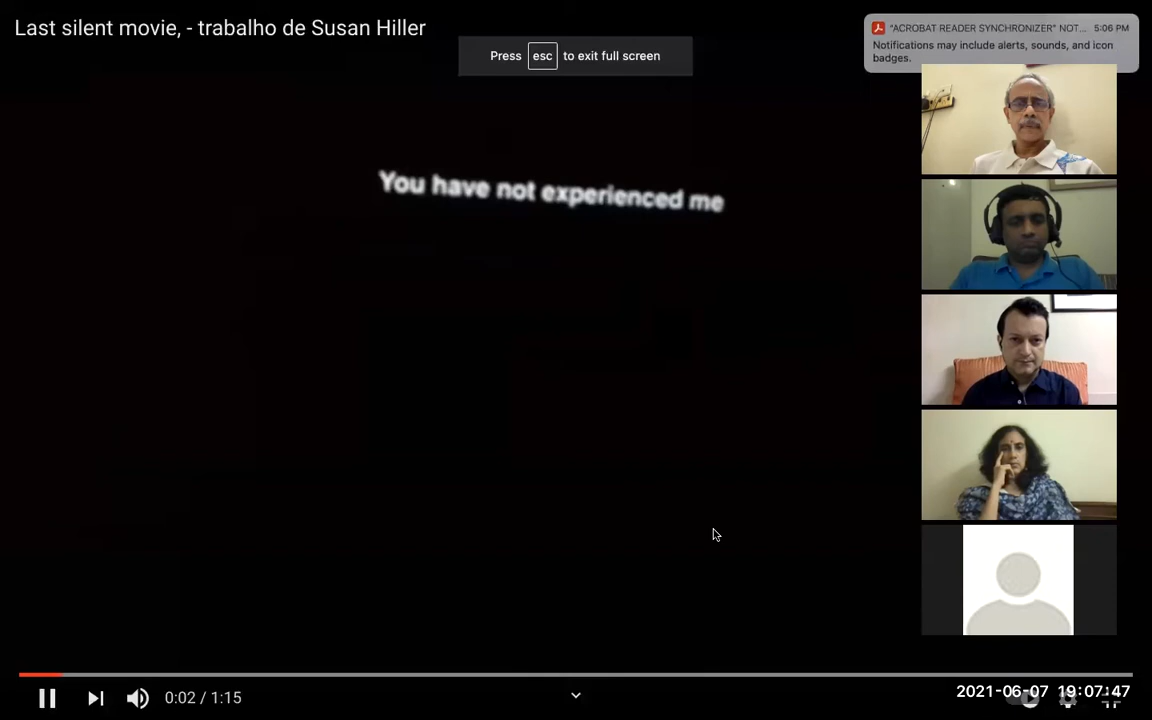 Last silent movie, - trabalho de Susan Hiller
"ACROBAT READER SYNCHRONIZER" NOT... 5:06 PM
Notifications may include alerts, sounds, and icon
badges.
Press esc to exit full screen
You have not experienced me
0:02 / 1:15
2021-06-07 19:07:47